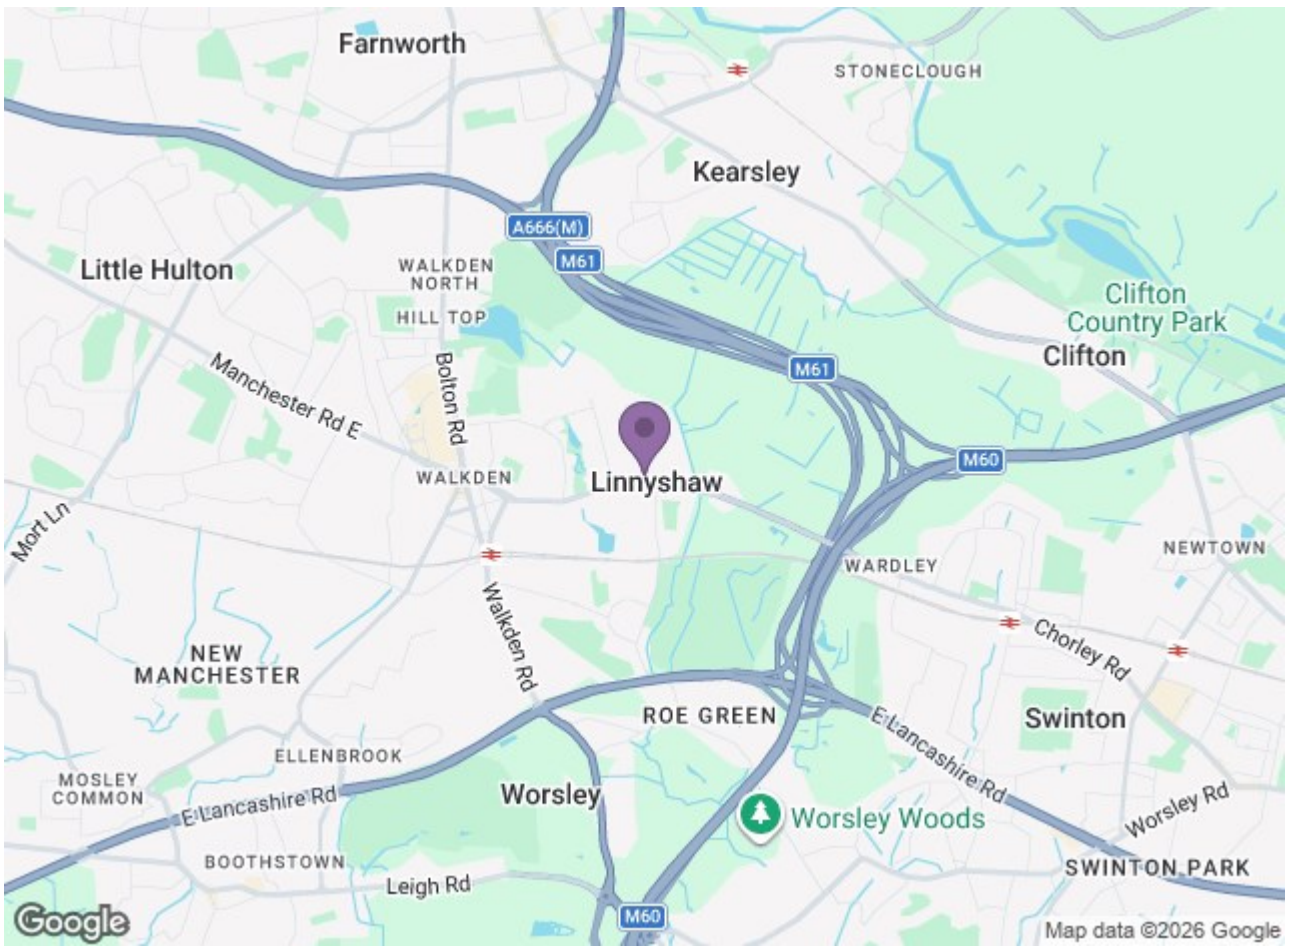 Farnworth
STONECLOUGH
Kearsley
A666(M)
M61
Little Hulton
WALKDEN
NORTH
HILL TOP
Clifton
Country Park
Clifton
M61
Manchester Rd E
Bolton Rd
M60
WALKDEN
Linnyshaw
Mort Ln
NEWTOWN
WARDLEY
Walkden Rd
Chorley Rd
NEW
MANCHESTER
ROE GREEN
Swinton
E Lancashire Rd
ELLENBROOK
MOSLEY
COMMON
E Lancashire Rd
Worsley
Worsley Woods
Worsley Rd
BOOTHSTOWN
SWINTON PARK
Leigh Rd
M60
Google
Map data ©2026 Google